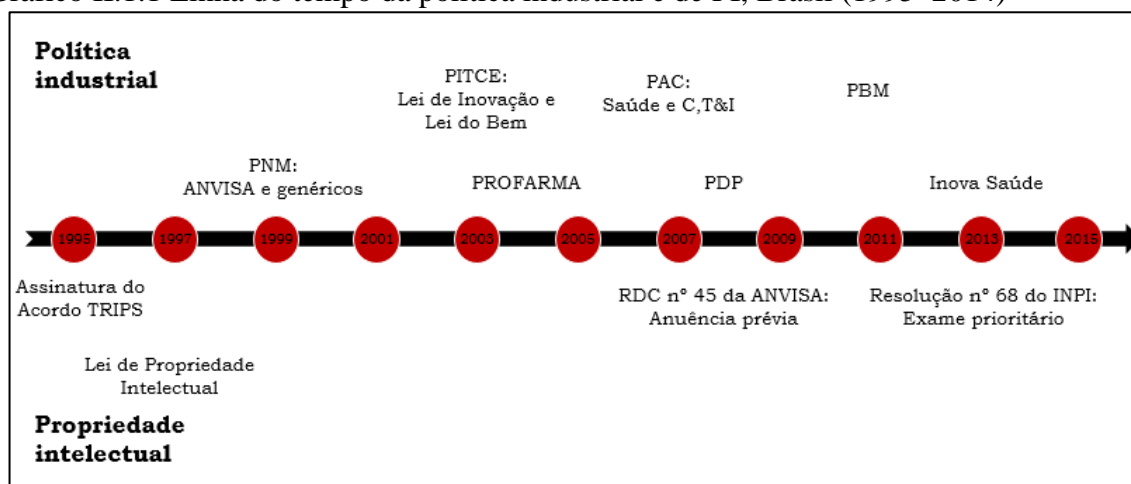 Gráfico II.1.1 Linha do tempo da política industrial e de PI, Brasil (1995- 2014)
Política
industrial
PITCE:
Lei de Inovação e
Lei do Bem
PAC:
Saúde e C,T&I
PBM
PNM:
ANVISA e genéricos
PROFARMA
PDP
Inova Saúde
1995
1997
1999
2001
2003
2005
2007
2009
2011
2013
2015
Assinatura do
Acordo TRIPS
RDC nº 45 da ANVISA:
Anuência prévia
Resolução nº 68 do INPI:
Exame prioritário
Lei de Propriedade
Intelectual
Propriedade
intelectual